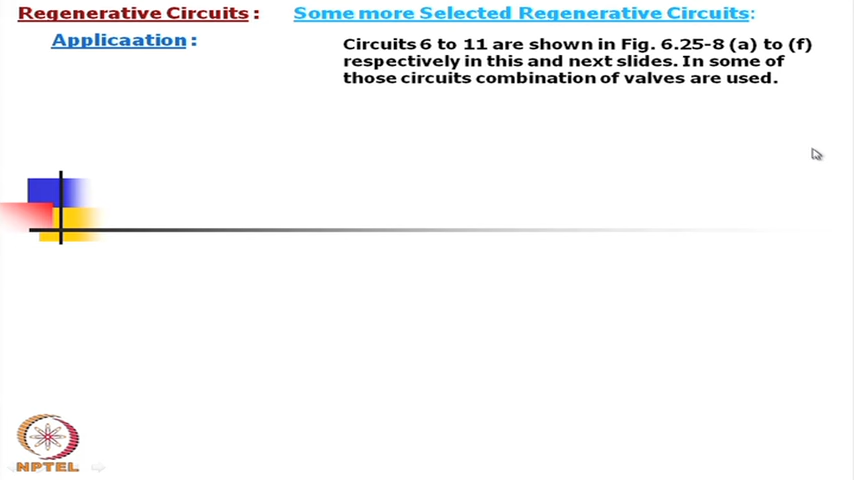 Regenerative Circuits : Some more Selected Regenerative Circuits:
Applicaation :
Circuits 6 to 11 are shown in Fig. 6.25-8 (a) to (f)
respectively in this and next slides. In some of
those circuits combination of valves are used.
NPTEL